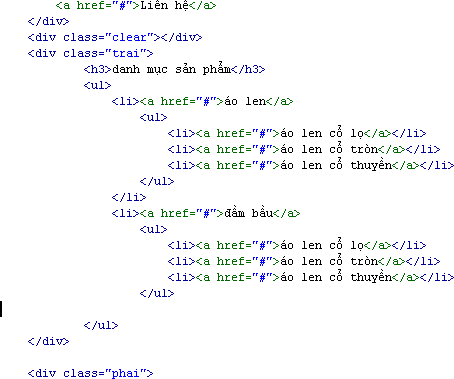 <a href="#">Liên hệ</a>
</div>
<div class="clear"></div>
<div class="trai">
<h3>danh mục sản phẩm</h3>
<ul>
<li><a href="#">áo len</a>
<ul>
<li><a href="#">áo len cổ lọ</a></li>
<li><a href="#">áo len cổ tròn</a></li>
<li><a href="#">áo len cổ thuyền</a></li>
</ul>
</li>
<li><a href="#">đầm bầu</a>
<ul>
<li><a href="#">áo len cổ lọ</a></li>
<li><a href="#">áo len cổ tròn</a></li>
<li><a href="#">áo len cổ thuyền</a></li>
</ul>
</ul>
</div>
<div class="phai">